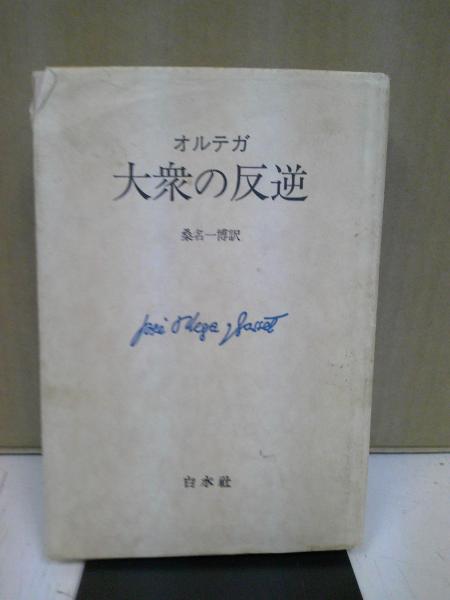 オルテガ
大衆の反逆
桑名一博訳
José Ortega y Gasset
白水社